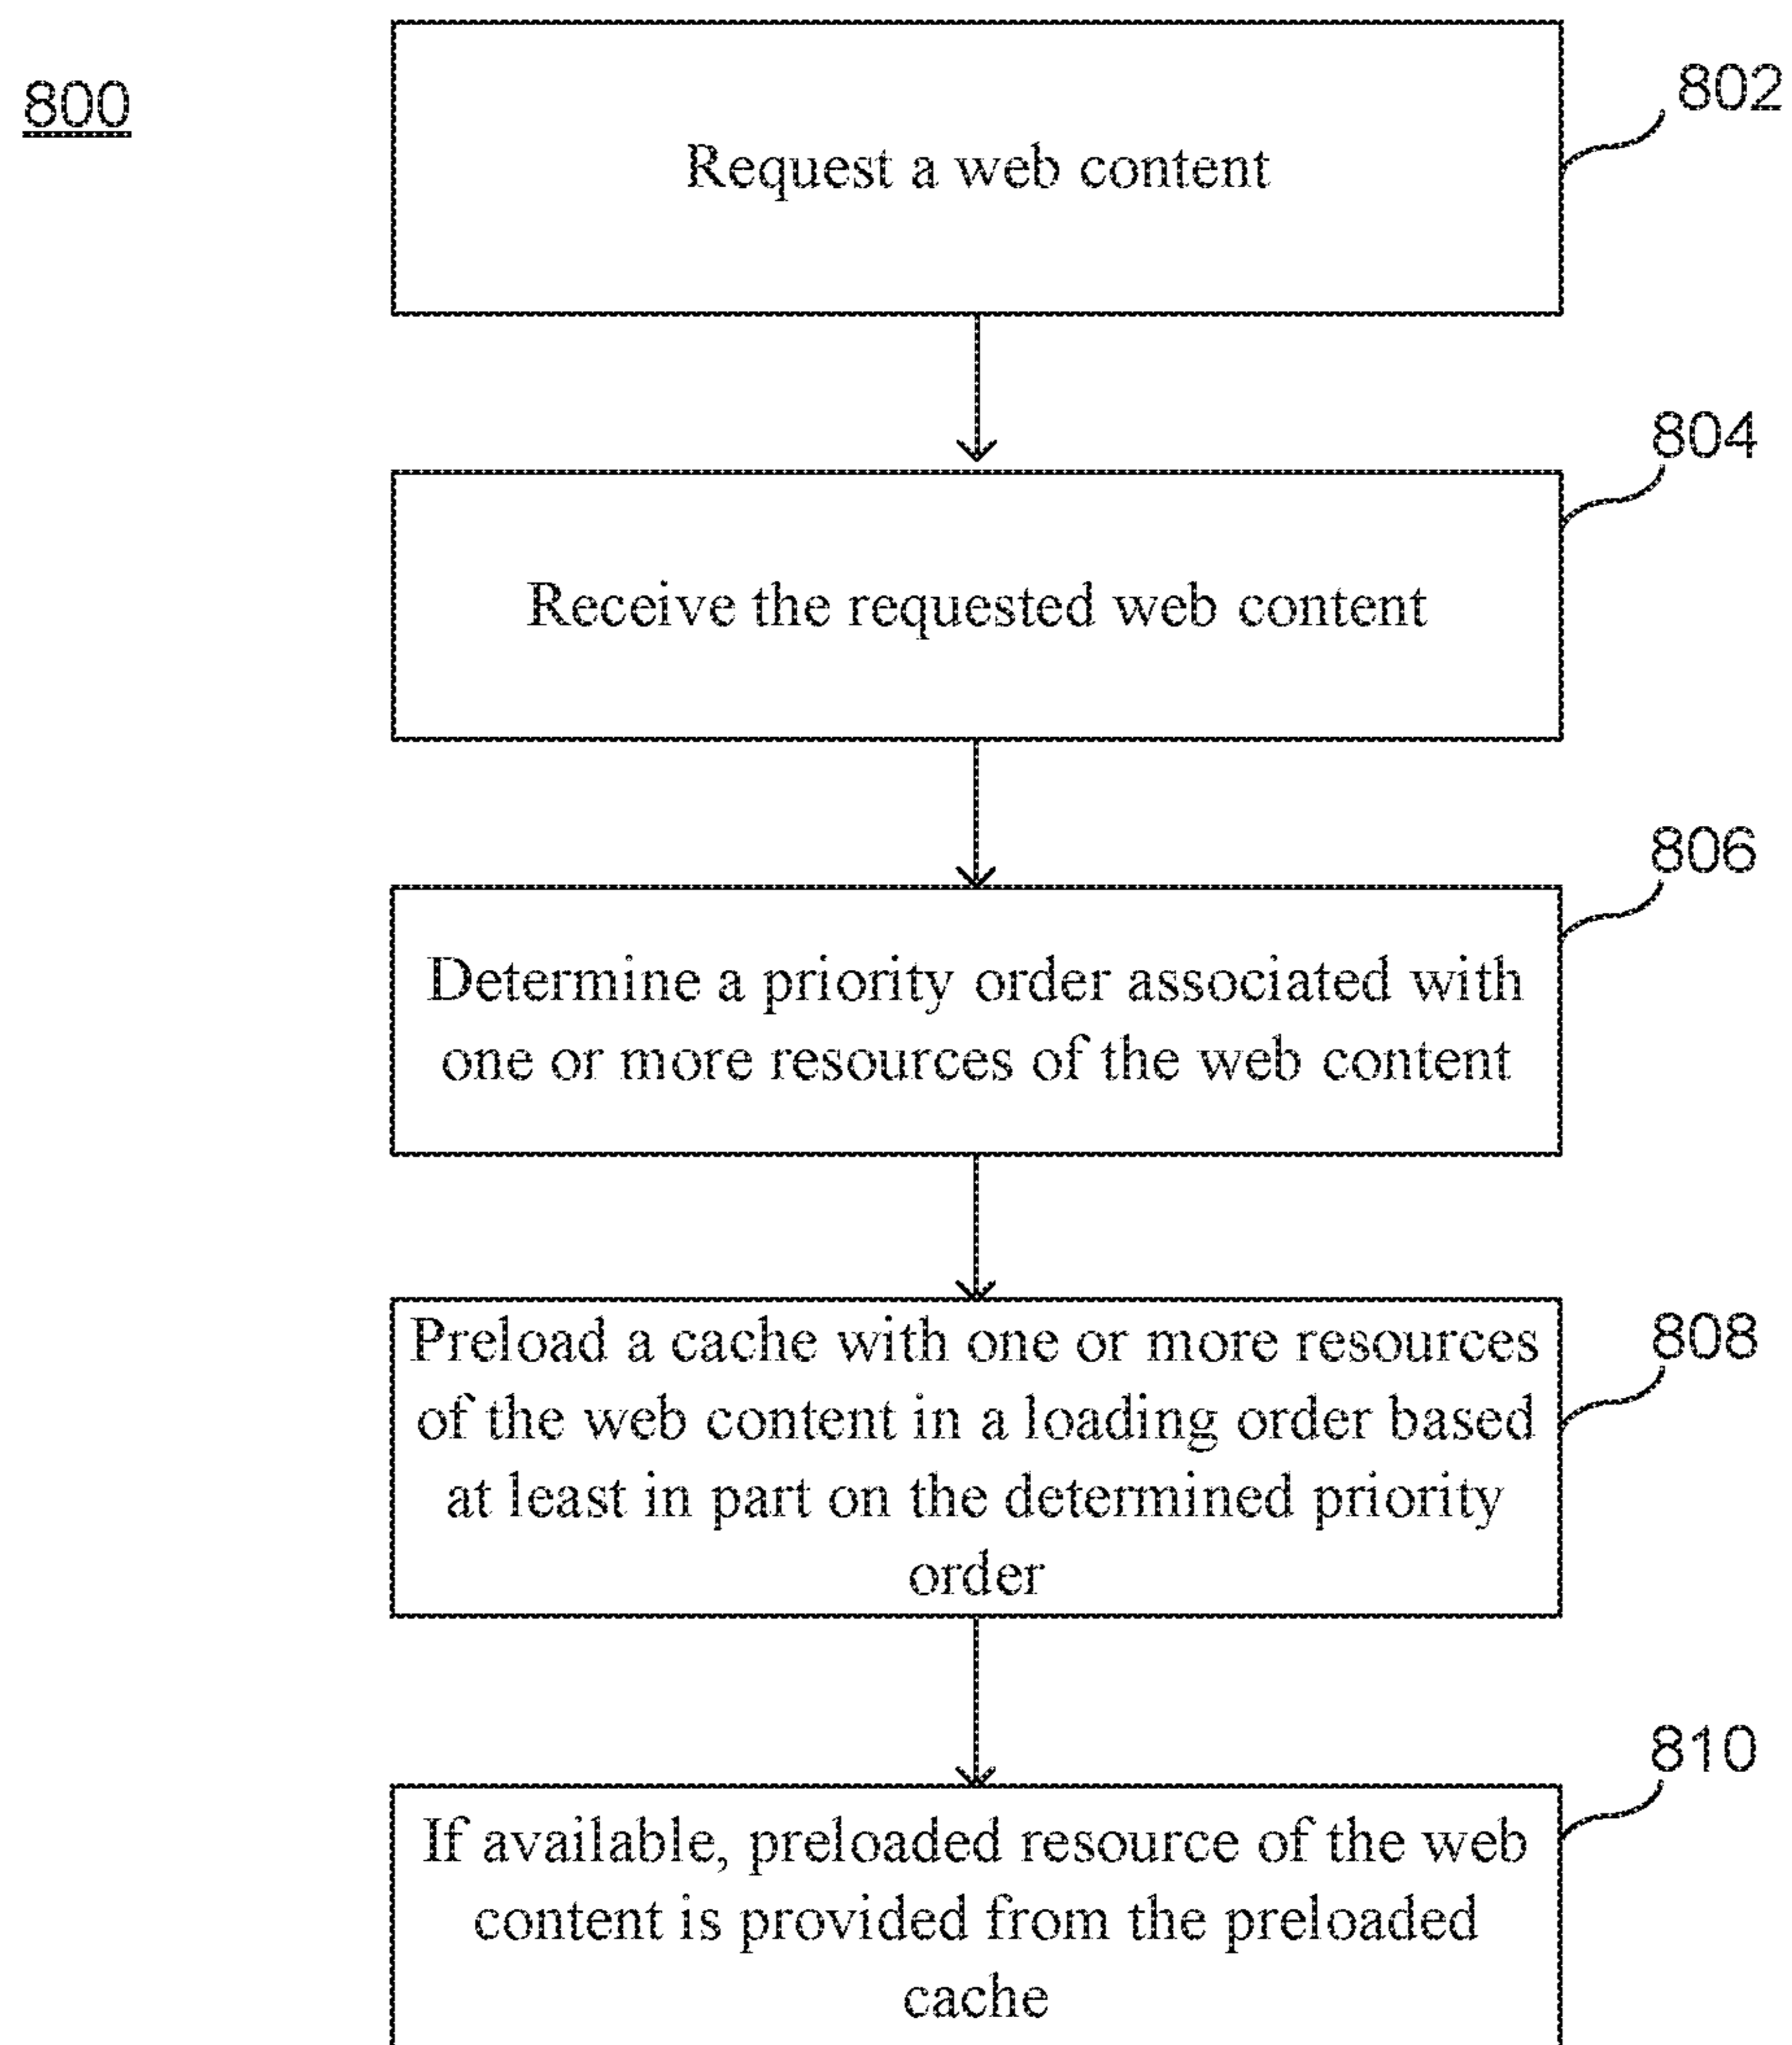 800
802
Request a web content
804
Receive the requested web content
806
Determine a priority order associated with
one or more resources of the web content
808
Preload a cache with one or more resources
of the web content in a loading order based
at least in part on the determined priority
order
810
If available, preloaded resource of the web
content is provided from the preloaded
cache